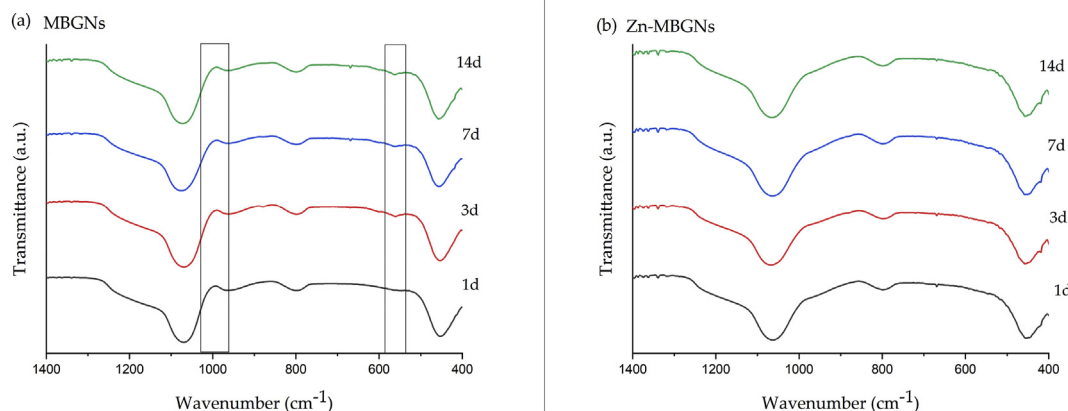 (a) MBGNs
14d
7d
3d
1d
Transmittance (a.u.)
1400 1200 1000 800 600 400
Wavenumber (cm⁻¹)
(b) Zn-MBGNs
14d
7d
3d
1d
Transmittance (a.u.)
1400 1200 1000 800 600 400
Wavenumber (cm⁻¹)